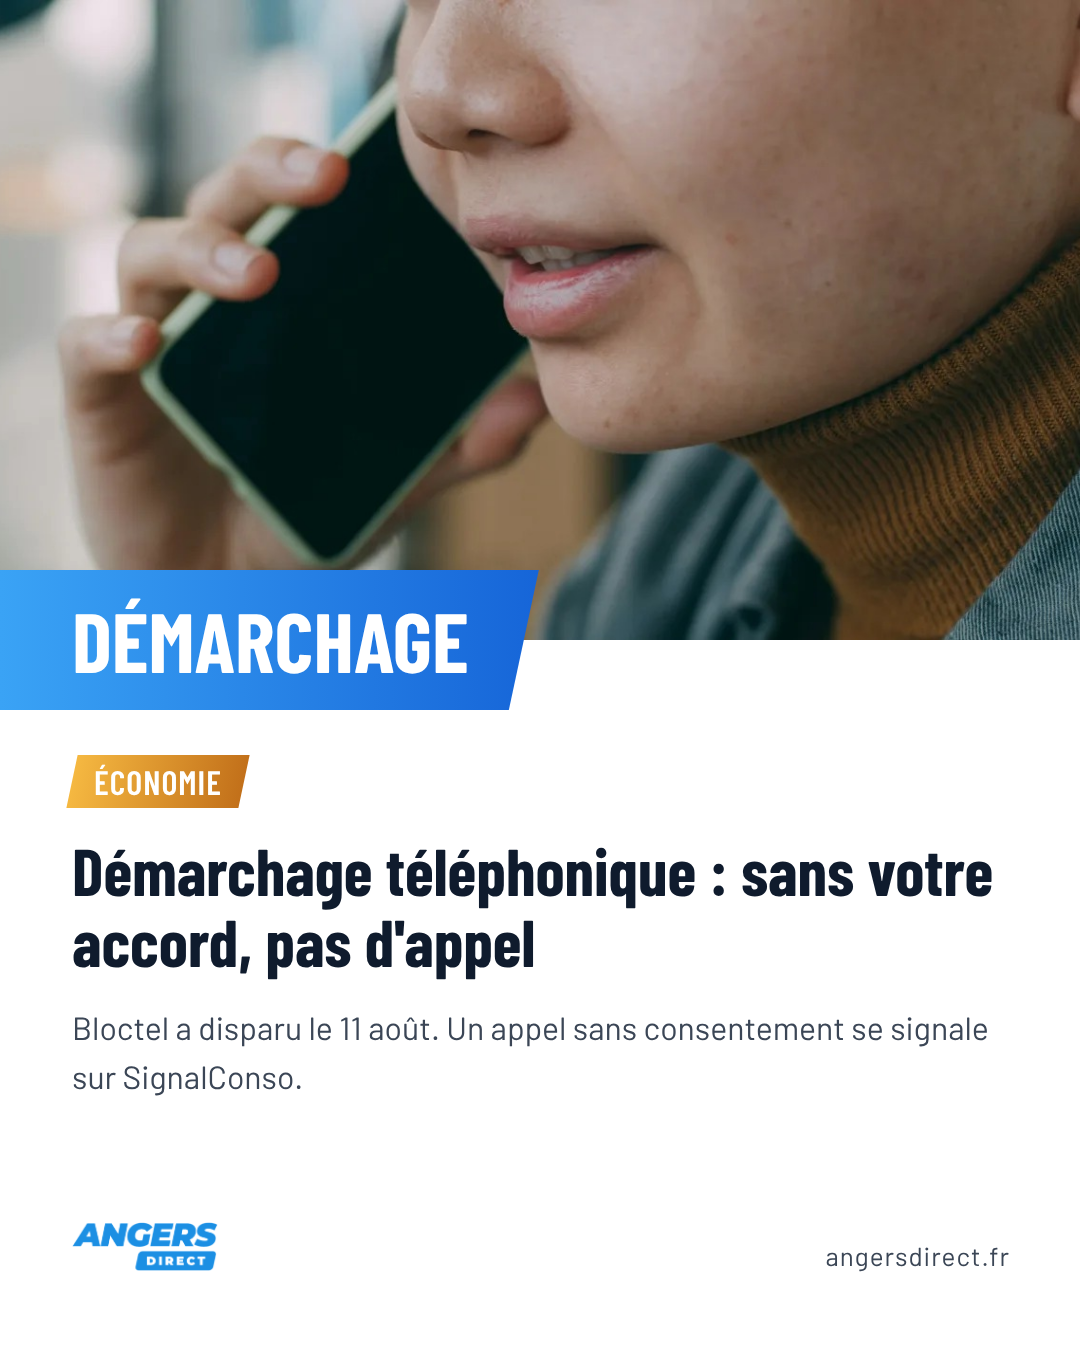 DÉMARCHAGE
ÉCONOMIE
Démarchage téléphonique : sans votre
accord, pas d'appel
Bloctel a disparu le 11 août. Un appel sans consentement se signale
sur SignalConso.
ANGERS
DIRECT
angersdirect.fr